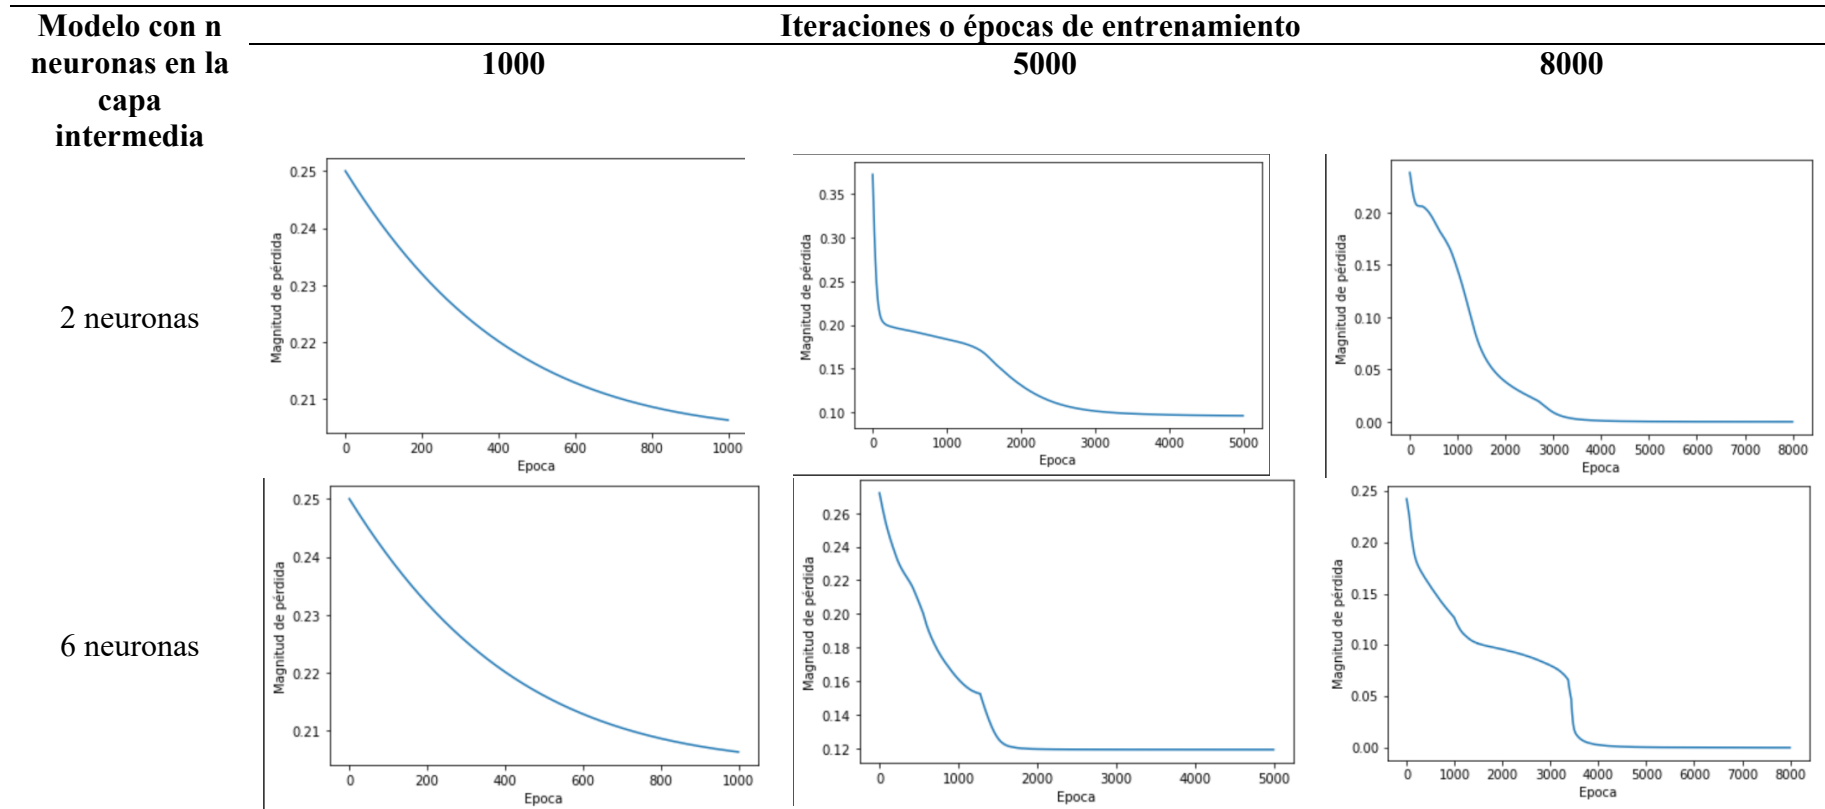 Modelo con n
neuronas en la
capa
intermedia
Iteraciones o épocas de entrenamiento
1000
5000
8000
2 neuronas
Magnitud de pérdida
0.25
0.24
0.23
0.22
0.21
0 200 400 600 800 1000
Epoca
Magnitud de pérdida
0.35
0.30
0.25
0.20
0.15
0.10
0 1000 2000 3000 4000 5000
Epoca
Magnitud de pérdida
0.20
0.15
0.10
0.05
0.00
0 1000 2000 3000 4000 5000 6000 7000 8000
Epoca
6 neuronas
Magnitud de pérdida
0.25
0.24
0.23
0.22
0.21
0 200 400 600 800 1000
Epoca
Magnitud de pérdida
0.26
0.24
0.22
0.20
0.18
0.16
0.14
0.12
0 1000 2000 3000 4000 5000
Epoca
Magnitud de pérdida
0.25
0.20
0.15
0.10
0.05
0.00
0 1000 2000 3000 4000 5000 6000 7000 8000
Epoca